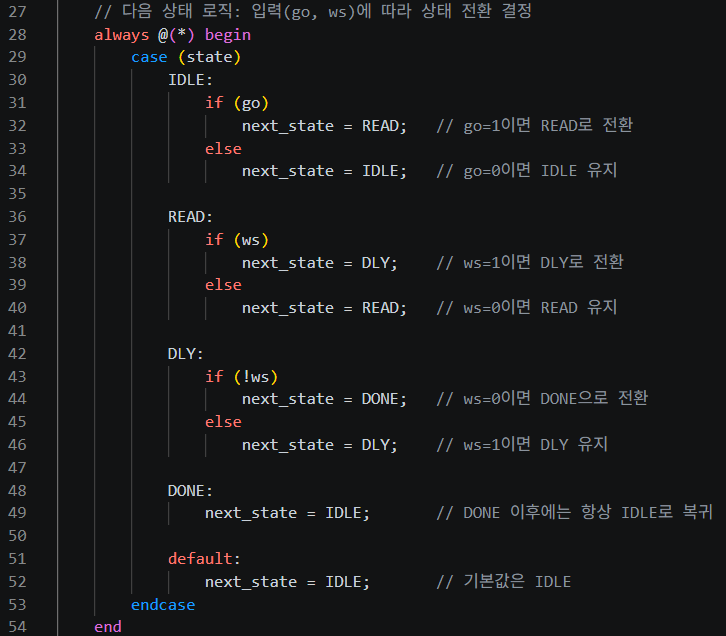 27 // 다음 상태 로직: 입력(go, ws)에 따라 상태 전환 결정
28 always @(*) begin
29 case (state)
30 IDLE:
31 if (go)
32 next_state = READ; // go=1이면 READ로 전환
33 else
34 next_state = IDLE; // go=0이면 IDLE 유지
35
36 READ:
37 if (ws)
38 next_state = DLY; // ws=1이면 DLY로 전환
39 else
40 next_state = READ; // ws=0이면 READ 유지
41
42 DLY:
43 if (!ws)
44 next_state = DONE; // ws=0이면 DONE으로 전환
45 else
46 next_state = DLY; // ws=1이면 DLY 유지
47
48 DONE:
49 next_state = IDLE; // DONE 이후에는 항상 IDLE로 복귀
50
51 default:
52 next_state = IDLE; // 기본값은 IDLE
53 endcase
54 end